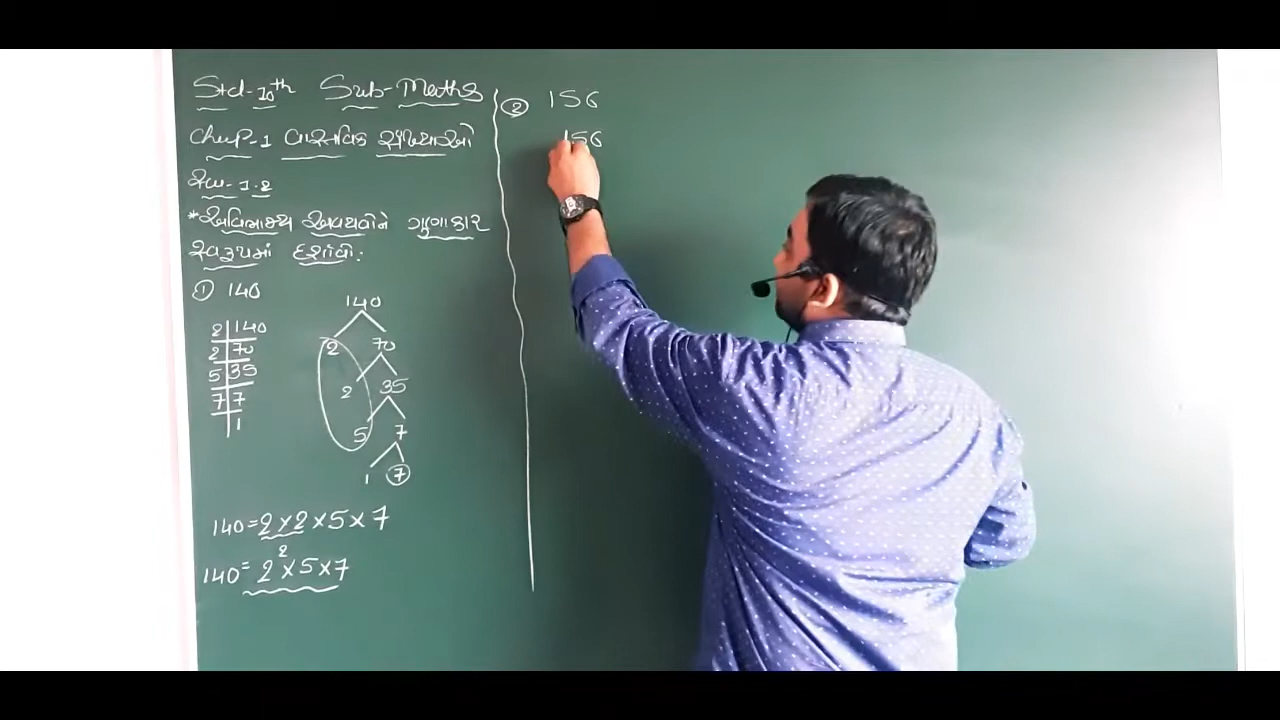 Std-10th Sub-Maths
Chap-1 વાસ્તવિક સંખ્યાઓ
સ્વા-1.2
*અવિભાજ્ય અવયવોને ગુણાકાર
સ્વરૂપમાં દર્શાવો:
① 140
2 | 140
2 | 70
5 | 35
7 | 7
1
140
2 70
2 35
5 7
1 7
140=2×2×5×7
140= 2²×5×7
② 156
156